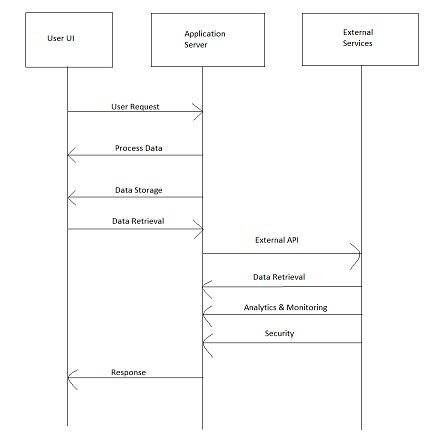 User UI
Application
Server
External
Services
User Request
Process Data
Data Storage
Data Retrieval
External API
Data Retrieval
Analytics & Monitoring
Security
Response